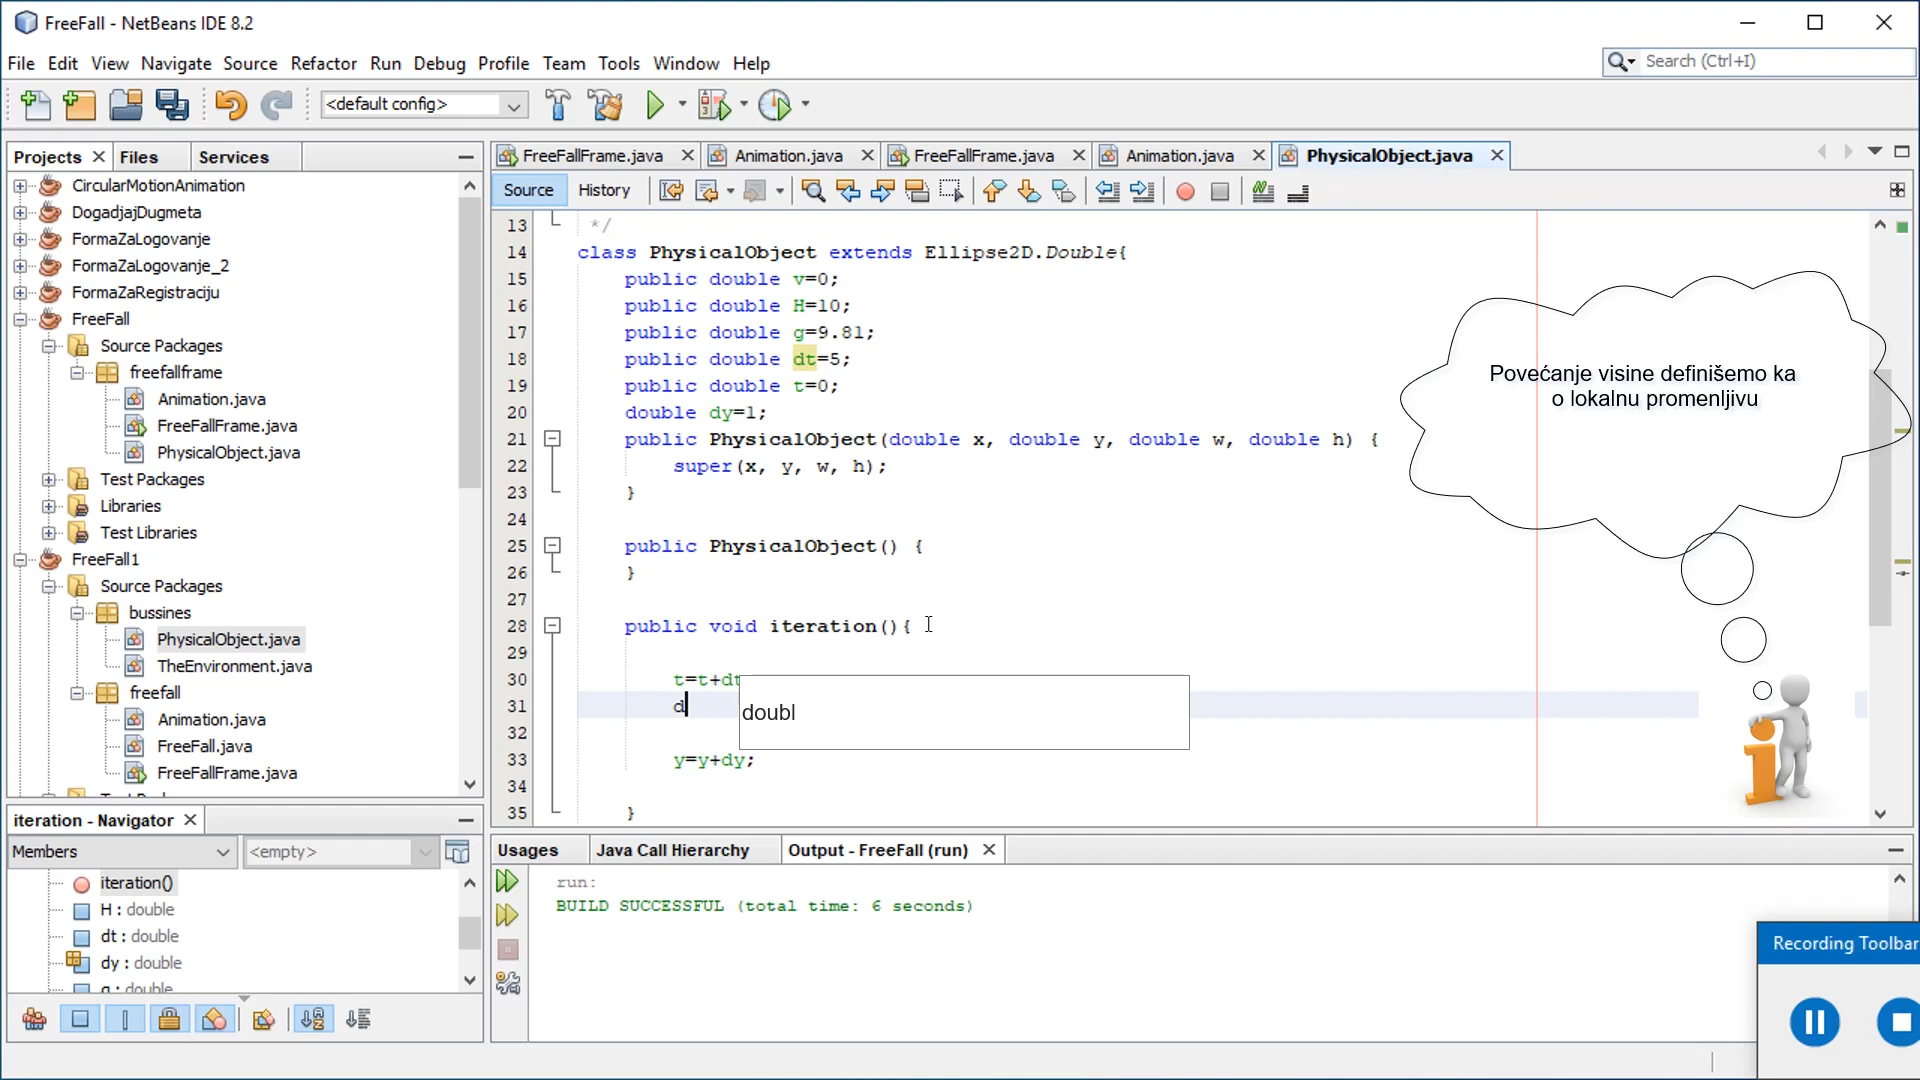 FreeFall - NetBeans IDE 8.2
File Edit View Navigate Source Refactor Run Debug Profile Team Tools Window Help
Search (Ctrl+I)
<default config>
Projects Files Services
CircularMotionAnimation
DogadjajDugmeta
FormaZaLogovanje
FormaZaLogovanje_2
FormaZaRegistraciju
FreeFall
Source Packages
freefallframe
Animation.java
FreeFallFrame.java
PhysicalObject.java
Test Packages
Libraries
Test Libraries
FreeFall1
Source Packages
bussines
PhysicalObject.java
TheEnvironment.java
freefall
Animation.java
FreeFall.java
FreeFallFrame.java
iteration - Navigator
Members <empty>
iteration()
H : double
dt : double
dy : double
FreeFallFrame.java Animation.java FreeFallFrame.java Animation.java PhysicalObject.java
Source History
13 */
14 class PhysicalObject extends Ellipse2D.Double{
15 public double v=0;
16 public double H=10;
17 public double g=9.81;
18 public double dt=5;
19 public double t=0;
20 double dy=1;
21 public PhysicalObject(double x, double y, double w, double h) {
22 super(x, y, w, h);
23 }
24
25 public PhysicalObject() {
26 }
27
28 public void iteration(){
29
30 t=t+dt
31 d
doubl
32
33 y=y+dy;
34
35 }
Povećanje visine definišemo ka
o lokalnu promenljivu
Usages Java Call Hierarchy Output - FreeFall (run)
run:
BUILD SUCCESSFUL (total time: 6 seconds)
Recording Toolbar